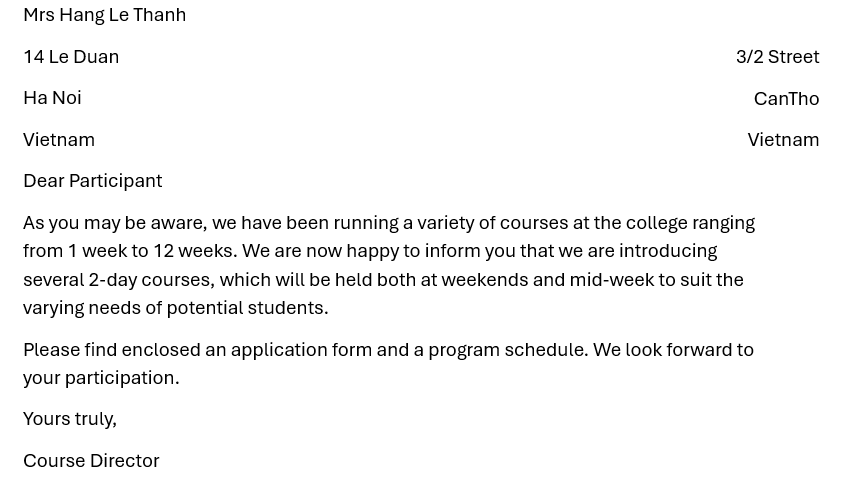 Mrs Hang Le Thanh
14 Le Duan 3/2 Street
Ha Noi CanTho
Vietnam Vietnam
Dear Participant
As you may be aware, we have been running a variety of courses at the college ranging
from 1 week to 12 weeks. We are now happy to inform you that we are introducing
several 2-day courses, which will be held both at weekends and mid-week to suit the
varying needs of potential students.
Please find enclosed an application form and a program schedule. We look forward to
your participation.
Yours truly,
Course Director